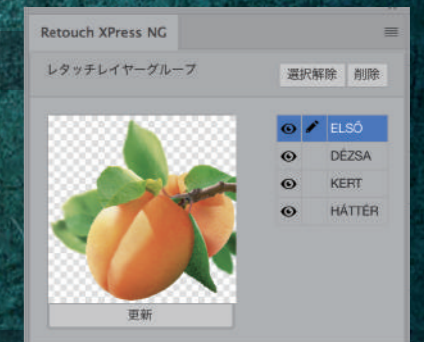 Retouch XPress NG
レタッチレイヤーグループ
選択解除 削除
ELSŐ
DÉZSA
KERT
HÁTTÉR
更新